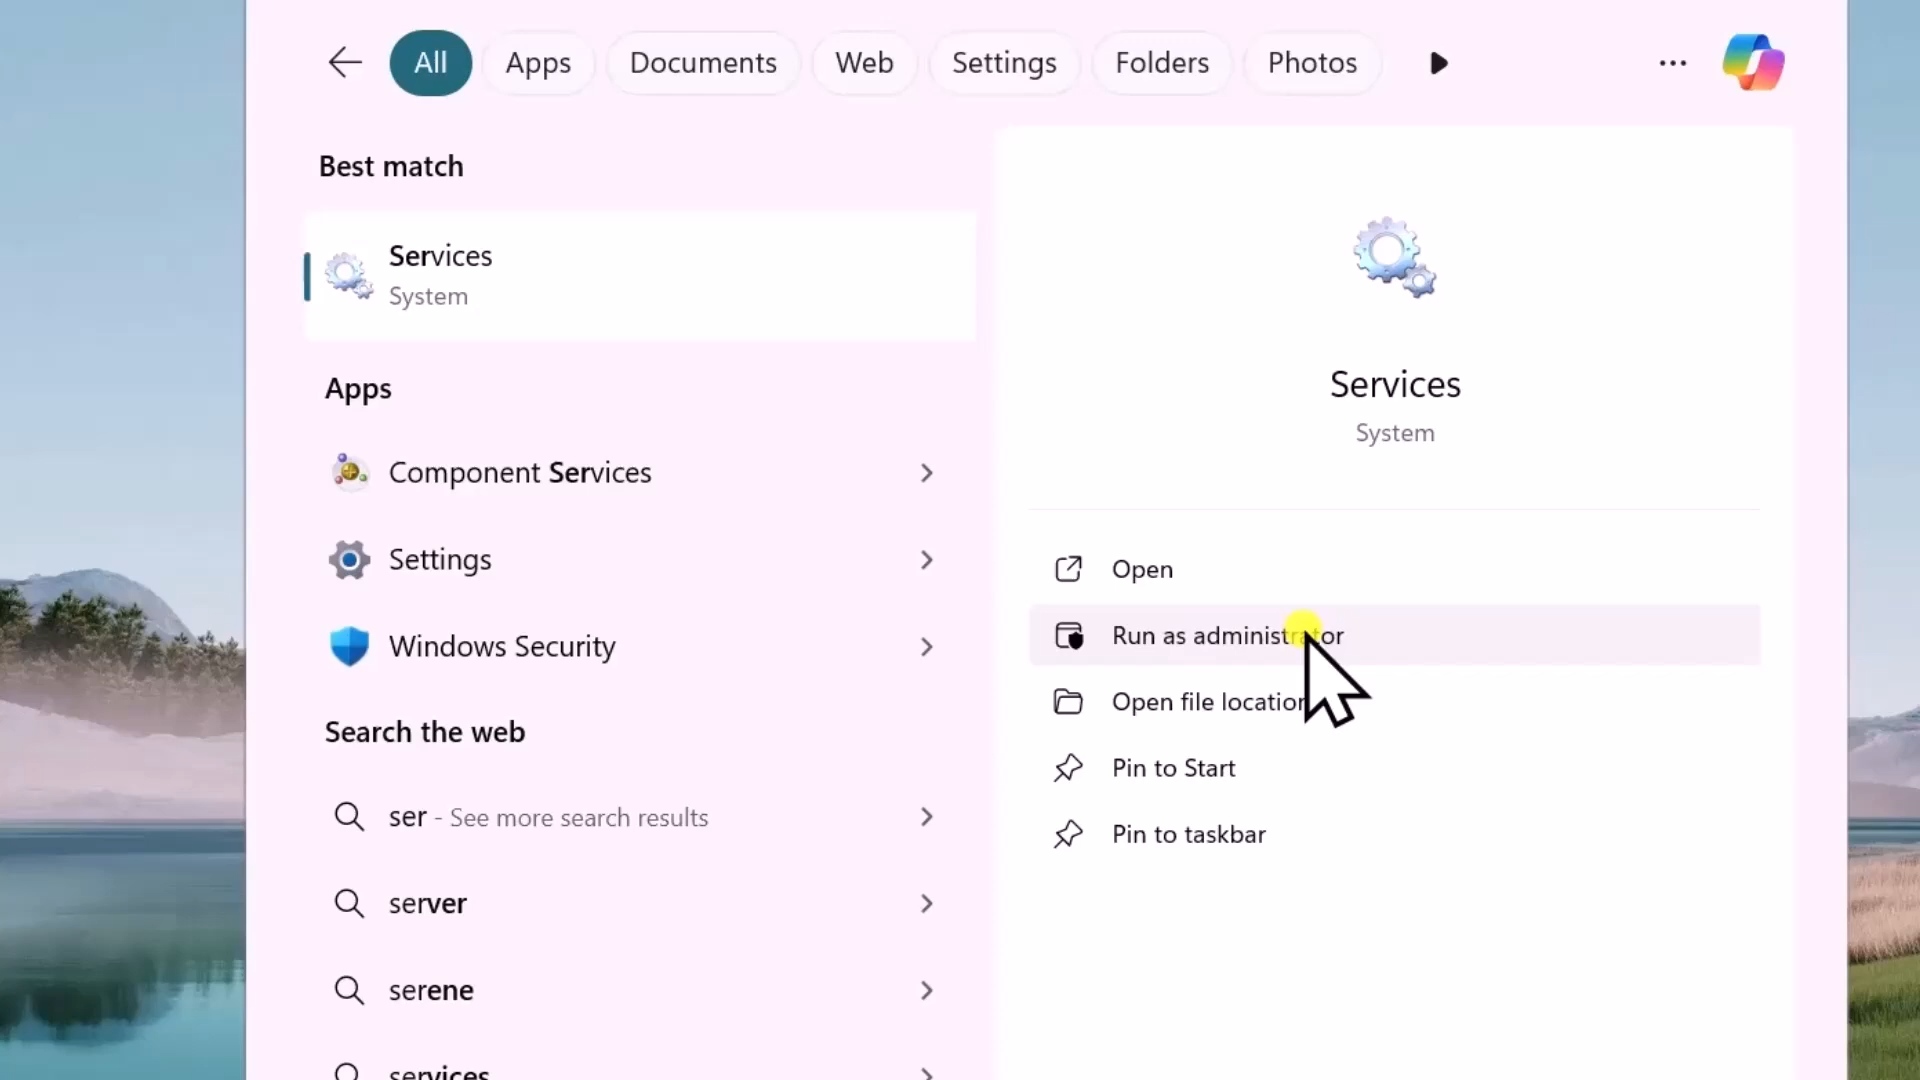 All
Apps
Documents
Web
Settings
Folders
Photos
Best match
Services
System
Apps
Component Services
Settings
Windows Security
Search the web
ser - See more search results
server
serene
services
Services
System
Open
Run as administrator
Open file location
Pin to Start
Pin to taskbar